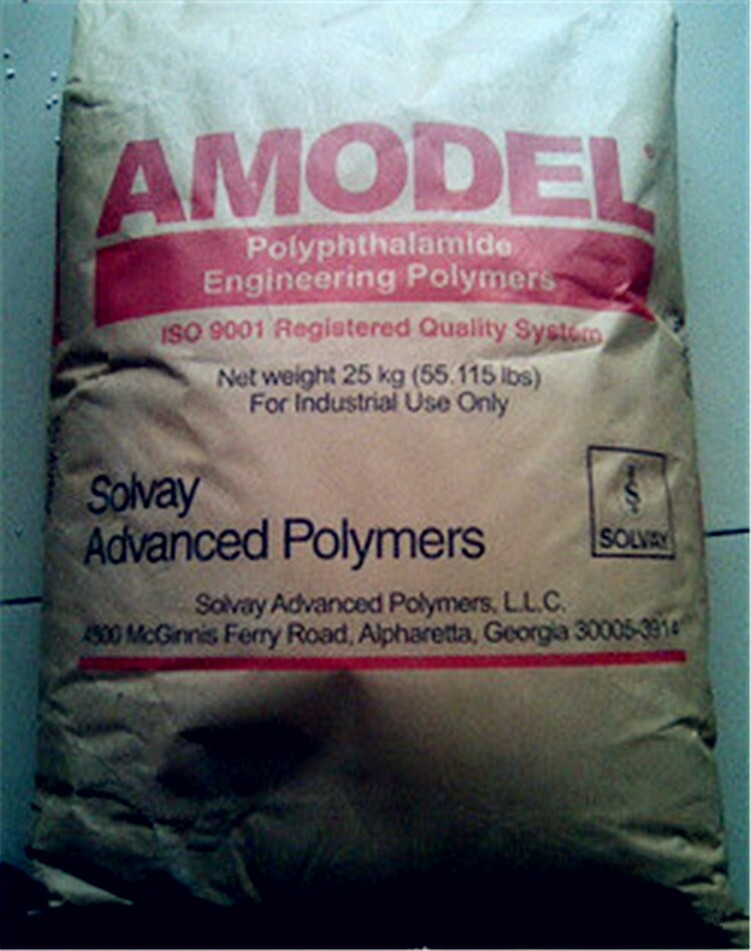 AMODEL®
Polyphthalamide
Engineering Polymers
ISO 9001 Registered Quality System
Net weight 25 kg (55.115 lbs)
For Industrial Use Only
Solvay
Advanced Polymers
S
SOLVAY
Solvay Advanced Polymers, L.L.C.
4500 McGinnis Ferry Road, Alpharetta, Georgia 30005-3914